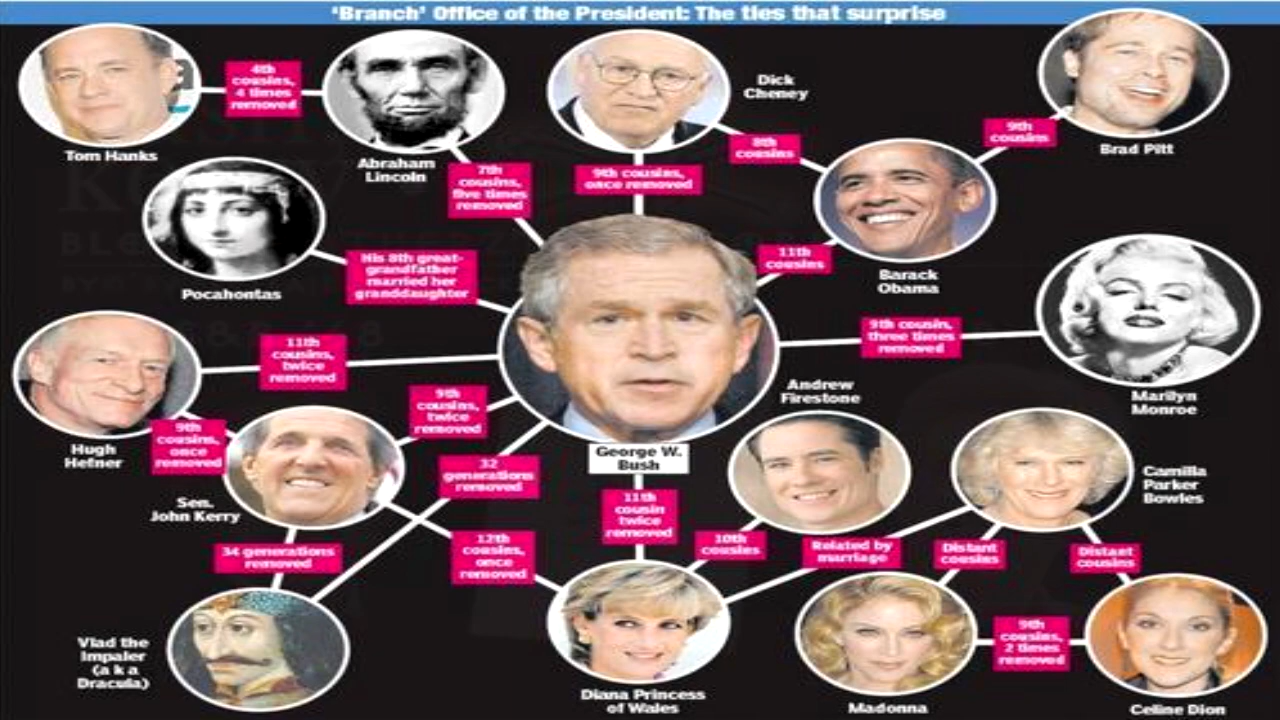 ‘Branch’ Office of the President: The ties that surprise
Tom Hanks
4th
cousins,
4 times
removed
Abraham
Lincoln
7th
cousins,
five times
removed
Dick
Cheney
9th cousins,
once removed
8th
cousins
9th
cousins
Brad Pitt
Pocahontas
His 8th great-
grandfather
married her
granddaughter
11th
cousins
Barack
Obama
9th cousin,
three times
removed
Marilyn
Monroe
11th
cousins,
twice
removed
Hugh
Hefner
9th
cousins,
once
removed
9th
cousins,
twice
removed
George W.
Bush
Andrew
Firestone
Camilla
Parker
Bowles
Sen.
John Kerry
32
generations
removed
34 generations
removed
12th
cousins,
once
removed
11th
cousin
twice
removed
10th
cousins
Related by
marriage
Distant
cousins
Distant
cousins
Vlad the
Impaler
(a k a
Dracula)
Diana Princess
of Wales
Madonna
9th
cousins,
2 times
removed
Celine Dion